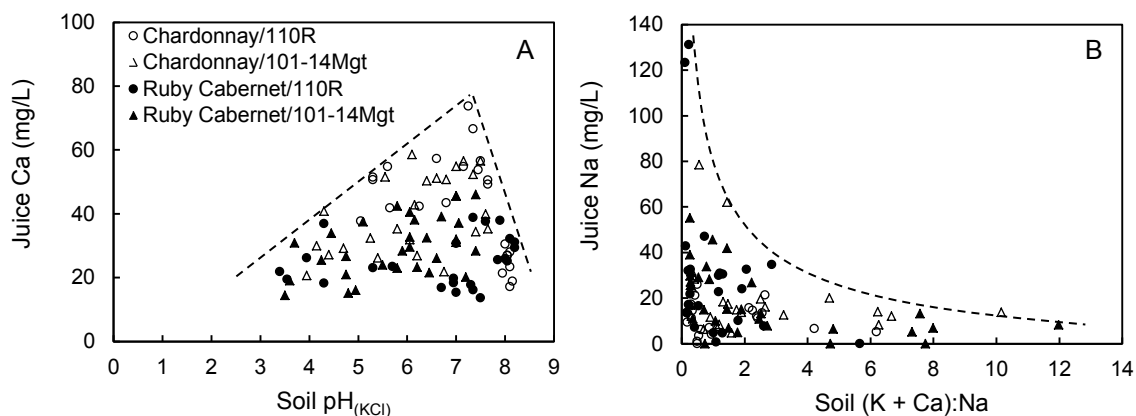 100
80
60
40
20
0
Juice Ca (mg/L)
A
Chardonnay/110R
Chardonnay/101-14Mgt
Ruby Cabernet/110R
Ruby Cabernet/101-14Mgt
0 1 2 3 4 5 6 7 8 9
Soil pH(KCl)
140
120
100
80
60
40
20
0
Juice Na (mg/L)
B
0 2 4 6 8 10 12 14
Soil (K + Ca):Na